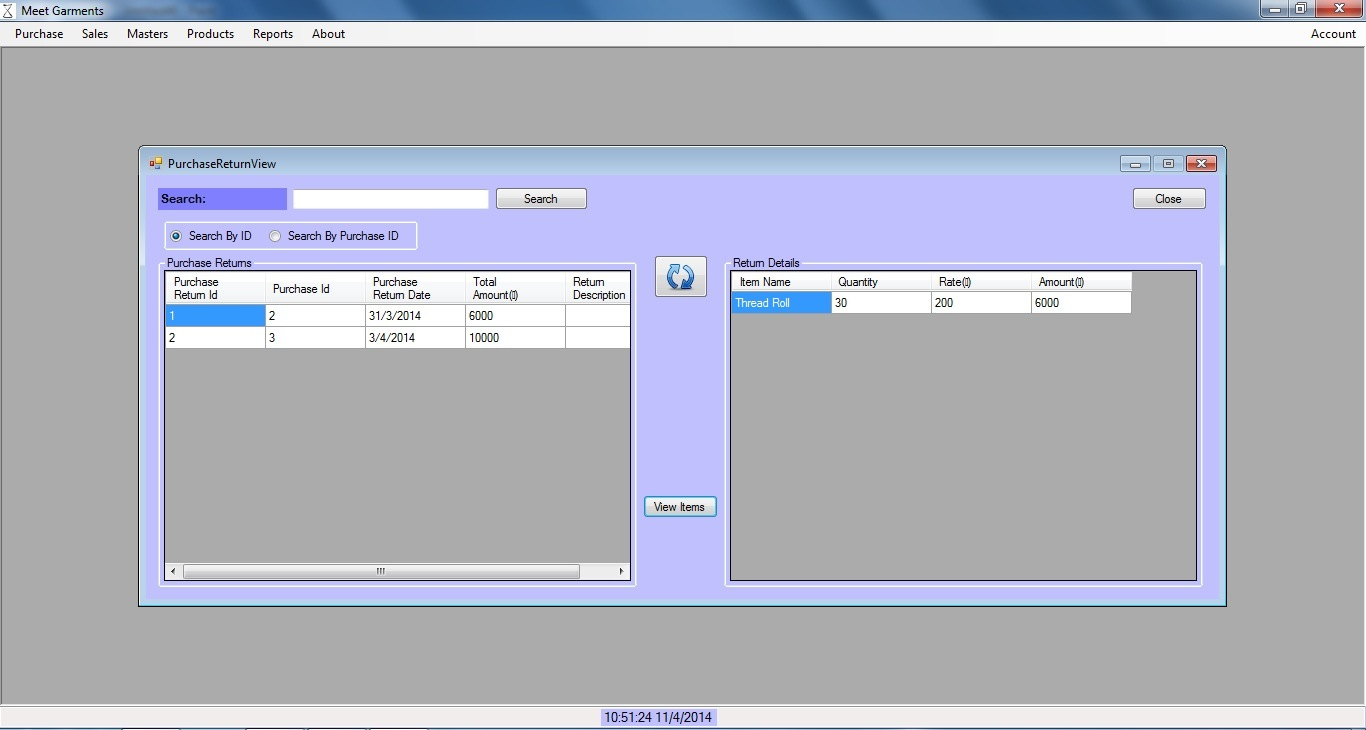 Meet Garments
Purchase Sales Masters Products Reports About Account
PurchaseReturnView
Search: Search Close
Search By ID Search By Purchase ID
Purchase Returns
Purchase Return Id Purchase Id Purchase Return Date Total Amount(▯) Return Description
1 2 31/3/2014 6000
2 3 3/4/2014 10000
View Items
Return Details
Item Name Quantity Rate(▯) Amount(▯)
Thread Roll 30 200 6000
10:51:24 11/4/2014